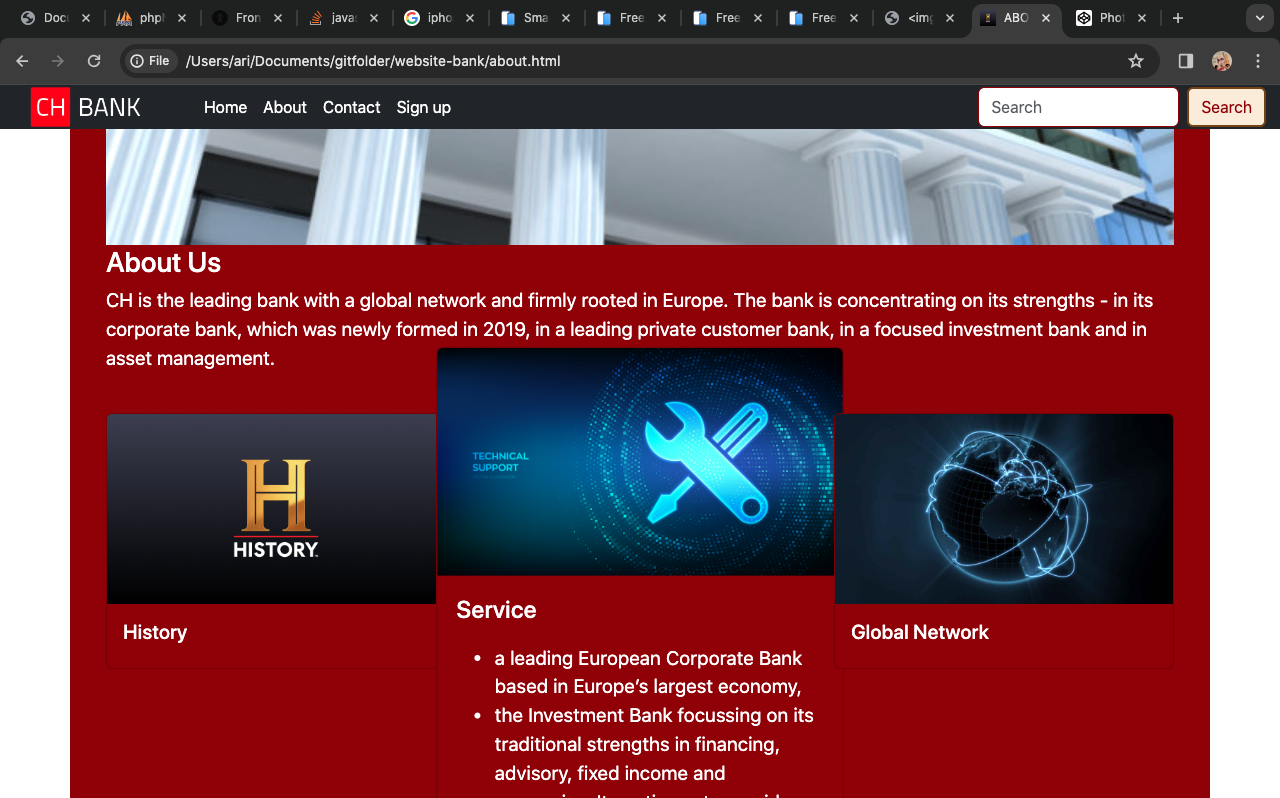 Docu
phpl
Fron
java
ipho
Sma
Free
Free
Free
<img
ABO
Phot
File
/Users/ari/Documents/gitfolder/website-bank/about.html
CH BANK
Home
About
Contact
Sign up
Search
Search
About Us
CH is the leading bank with a global network and firmly rooted in Europe. The bank is concentrating on its strengths - in its
corporate bank, which was newly formed in 2019, in a leading private customer bank, in a focused investment bank and in
asset management.
H
HISTORY
TECHNICAL
SUPPORT
History
Service
Global Network
• a leading European Corporate Bank
based in Europe’s largest economy,
• the Investment Bank focussing on its
traditional strengths in financing,
advisory, fixed income and